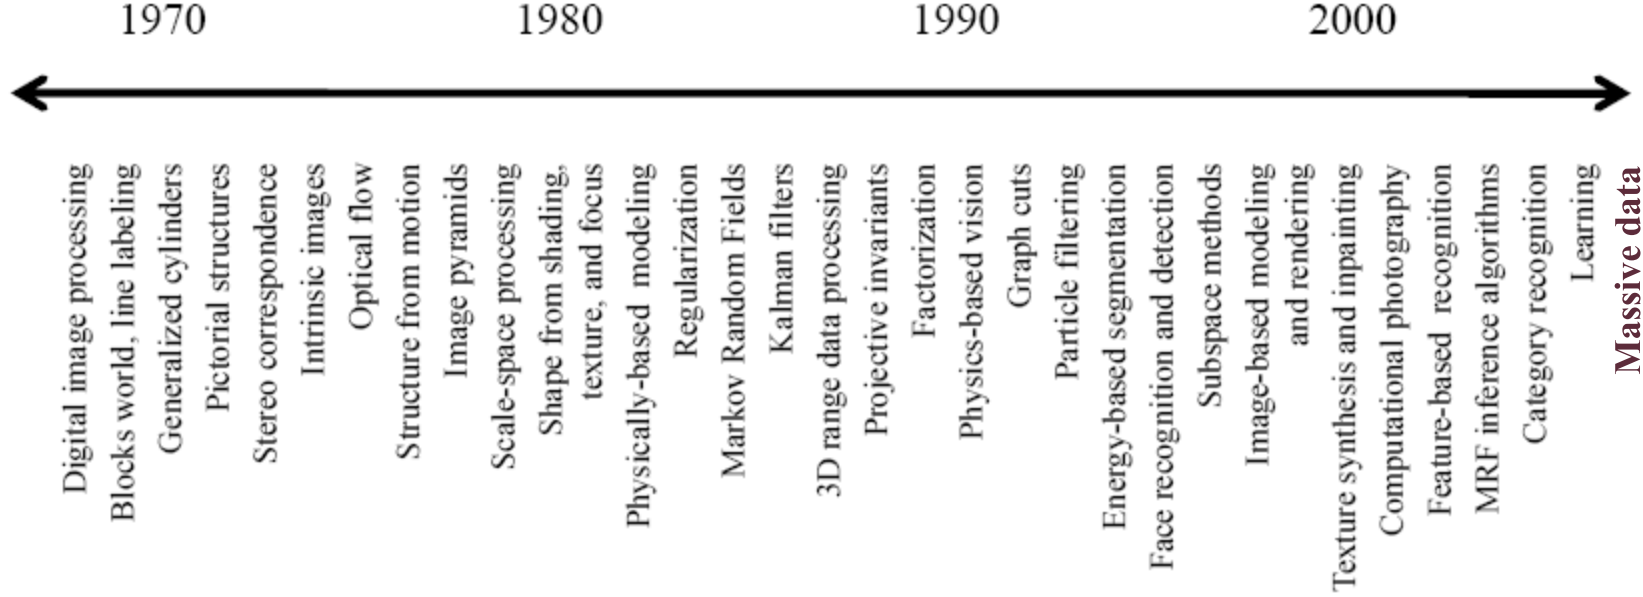 1970
1980
1990
2000
Digital image processing
Blocks world, line labeling
Generalized cylinders
Pictorial structures
Stereo correspondence
Intrinsic images
Optical flow
Structure from motion
Image pyramids
Scale-space processing
Shape from shading,
texture, and focus
Physically-based modeling
Regularization
Markov Random Fields
Kalman filters
3D range data processing
Projective invariants
Factorization
Physics-based vision
Graph cuts
Particle filtering
Energy-based segmentation
Face recognition and detection
Subspace methods
Image-based modeling
and rendering
Texture synthesis and inpainting
Computational photography
Feature-based recognition
MRF inference algorithms
Category recognition
Learning
Massive data